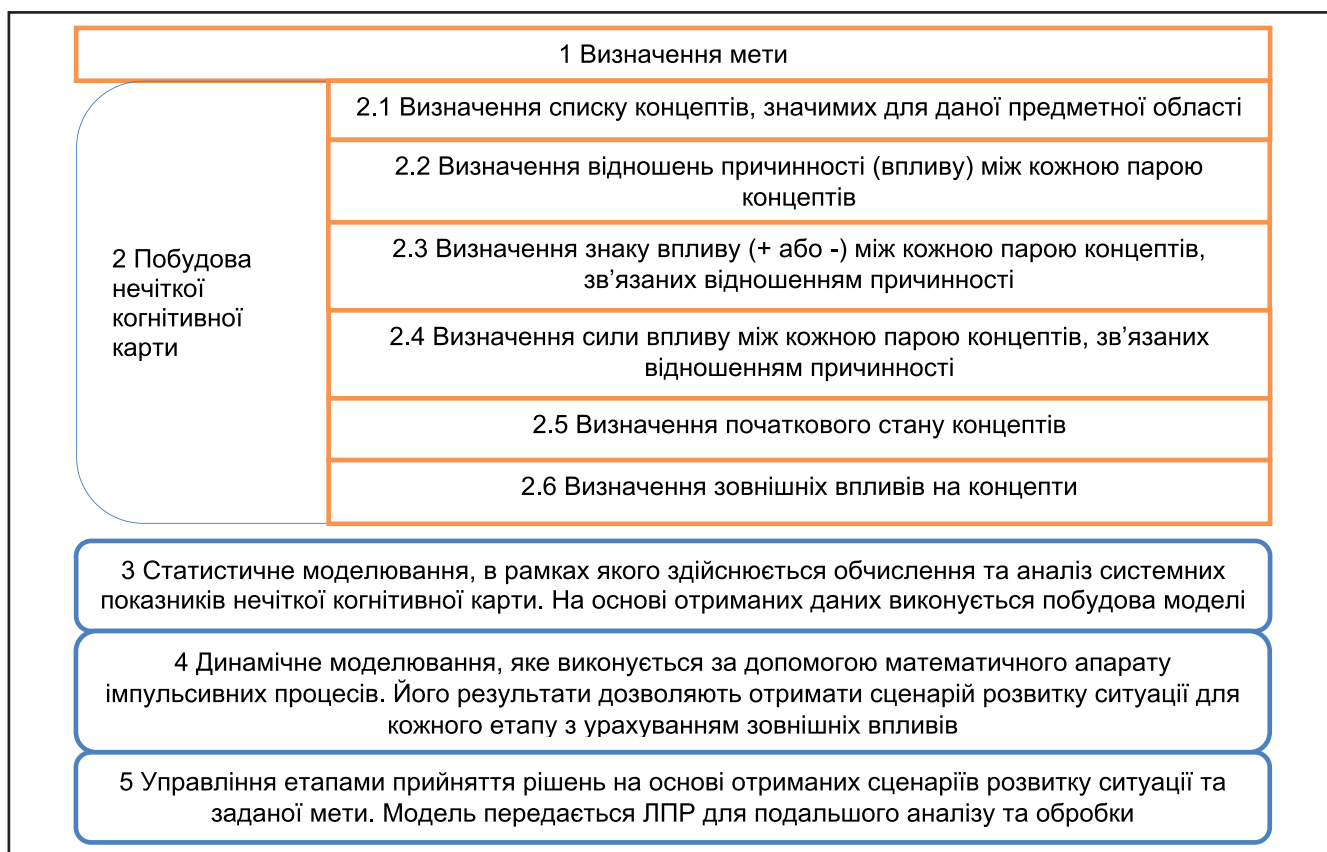 1 Визначення мети
2 Побудова
нечіткої
когнітивної
карти
2.1 Визначення списку концептів, значимих для даної предметної області
2.2 Визначення відношень причинності (впливу) між кожною парою
концептів
2.3 Визначення знаку впливу (+ або -) між кожною парою концептів,
зв’язаних відношенням причинності
2.4 Визначення сили впливу між кожною парою концептів, зв’язаних
відношенням причинності
2.5 Визначення початкового стану концептів
2.6 Визначення зовнішніх впливів на концепти
3 Статистичне моделювання, в рамках якого здійснюється обчислення та аналіз системних
показників нечіткої когнітивної карти. На основі отриманих даних виконується побудова моделі
4 Динамічне моделювання, яке виконується за допомогою математичного апарату
імпульсивних процесів. Його результати дозволяють отримати сценарій розвитку ситуації для
кожного етапу з урахуванням зовнішніх впливів
5 Управління етапами прийняття рішень на основі отриманих сценаріїв розвитку ситуації та
заданої мети. Модель передається ЛПР для подальшого аналізу та обробки